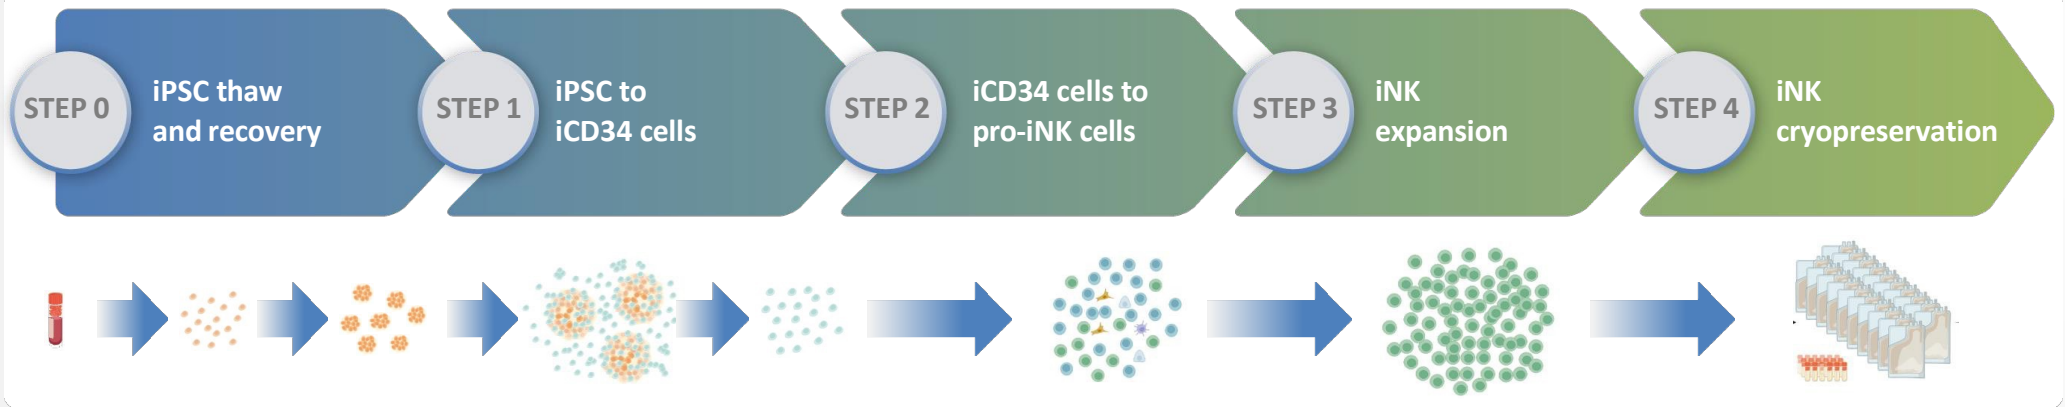 STEP 0
iPSC thaw
and recovery
STEP 1
iPSC to
iCD34 cells
STEP 2
iCD34 cells to
pro-iNK cells
STEP 3
iNK
expansion
STEP 4
iNK
cryopreservation